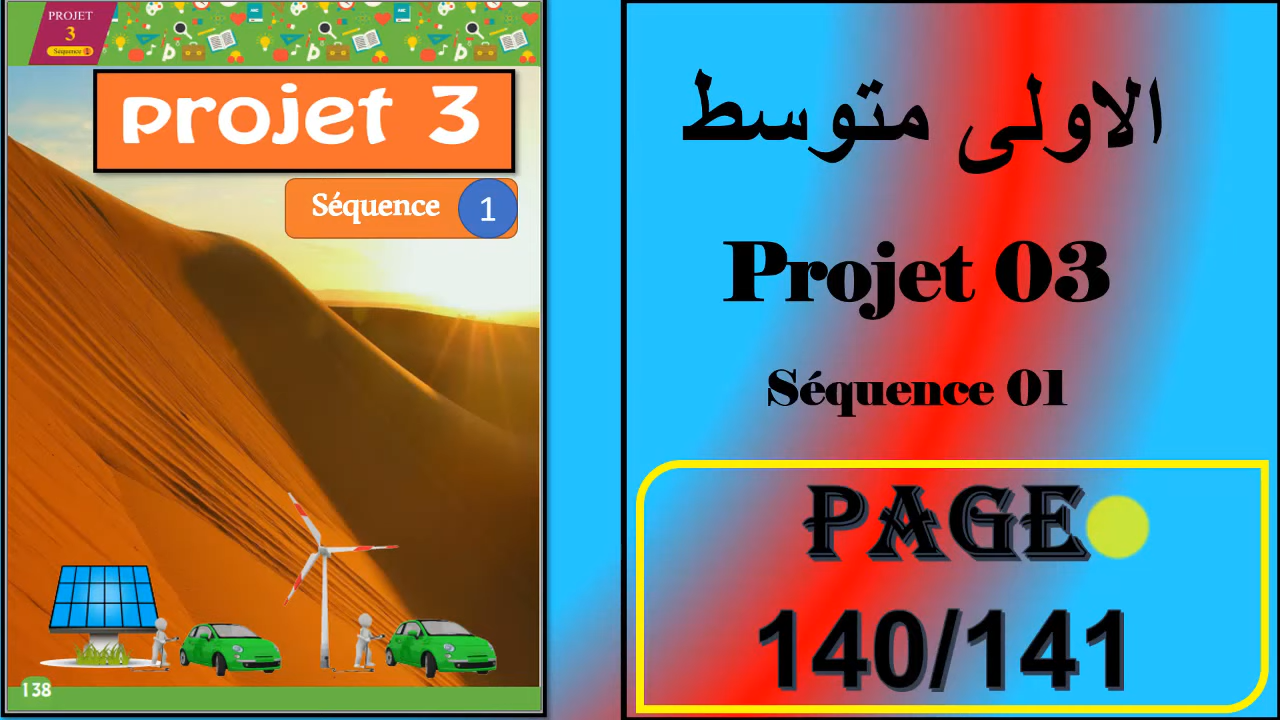 PROJET
3
Séquence 1
projet 3
Séquence 1
138
الاولى متوسط
Projet 03
Séquence 01
PAGE
140/141